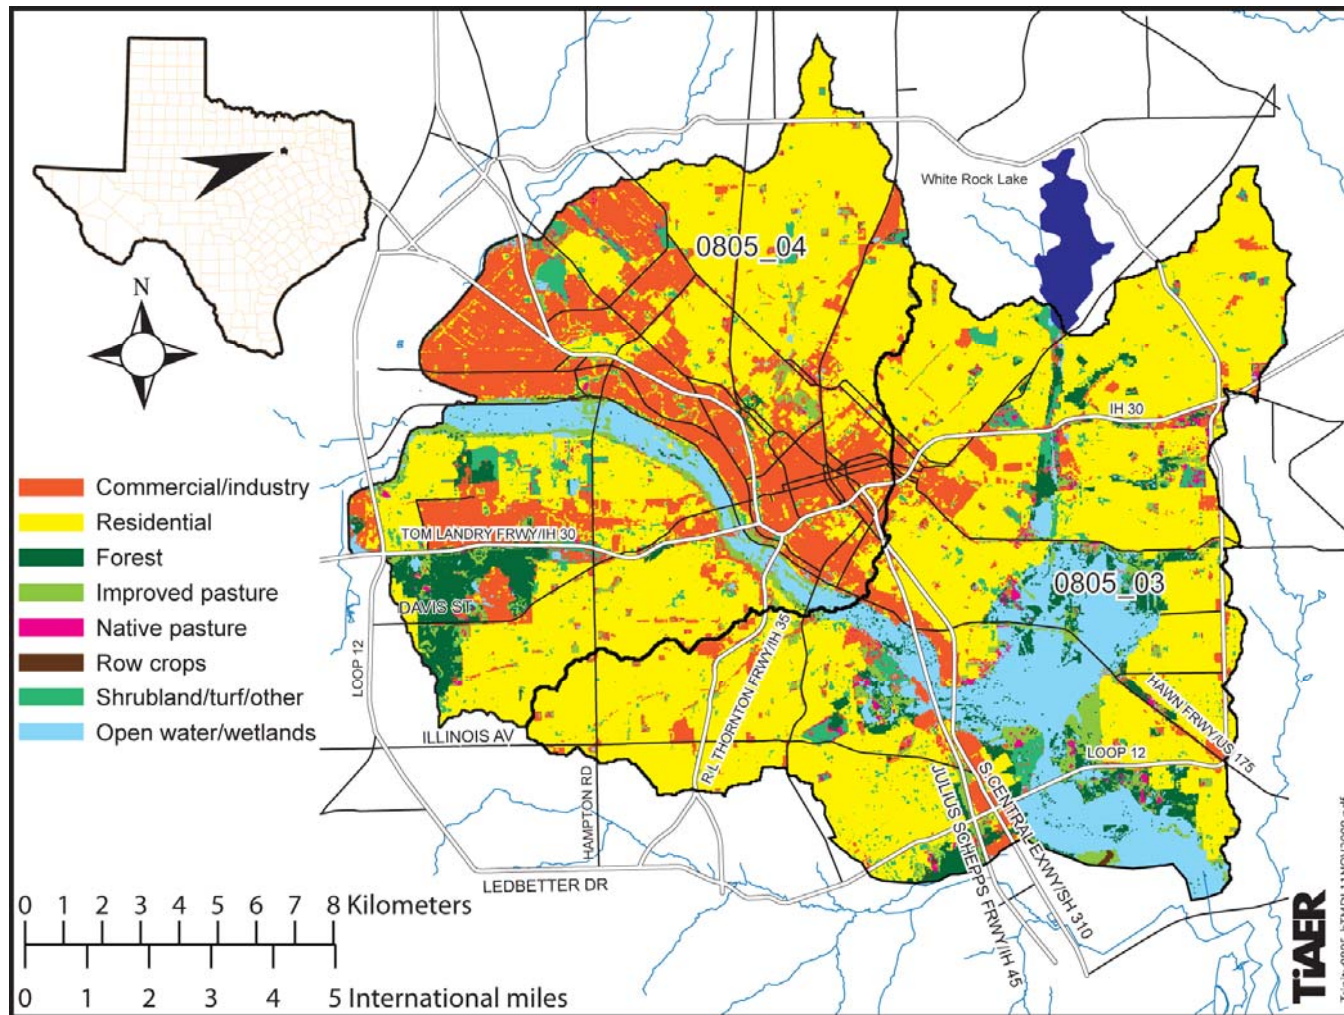 N
White Rock Lake
0805_04
IH 30
Commercial/industry
Residential
Forest
Improved pasture
Native pasture
Row crops
Shrubland/turf/other
Open water/wetlands
TOM LANDRY FRWY/IH 30
DAVIS ST
LOOP 12
0805_03
R/L THORNTON FRWY/IH 35
HAWN FRWY/US 175
ILLINOIS AV
LOOP 12
HAMPTON RD
JULIUS SCHEPPS FRWY/IH 45
S.CENTRAL EXWY/SH 310
LEDBETTER DR
0 1 2 3 4 5 6 7 8 Kilometers
0 1 2 3 4 5 International miles
TIAER